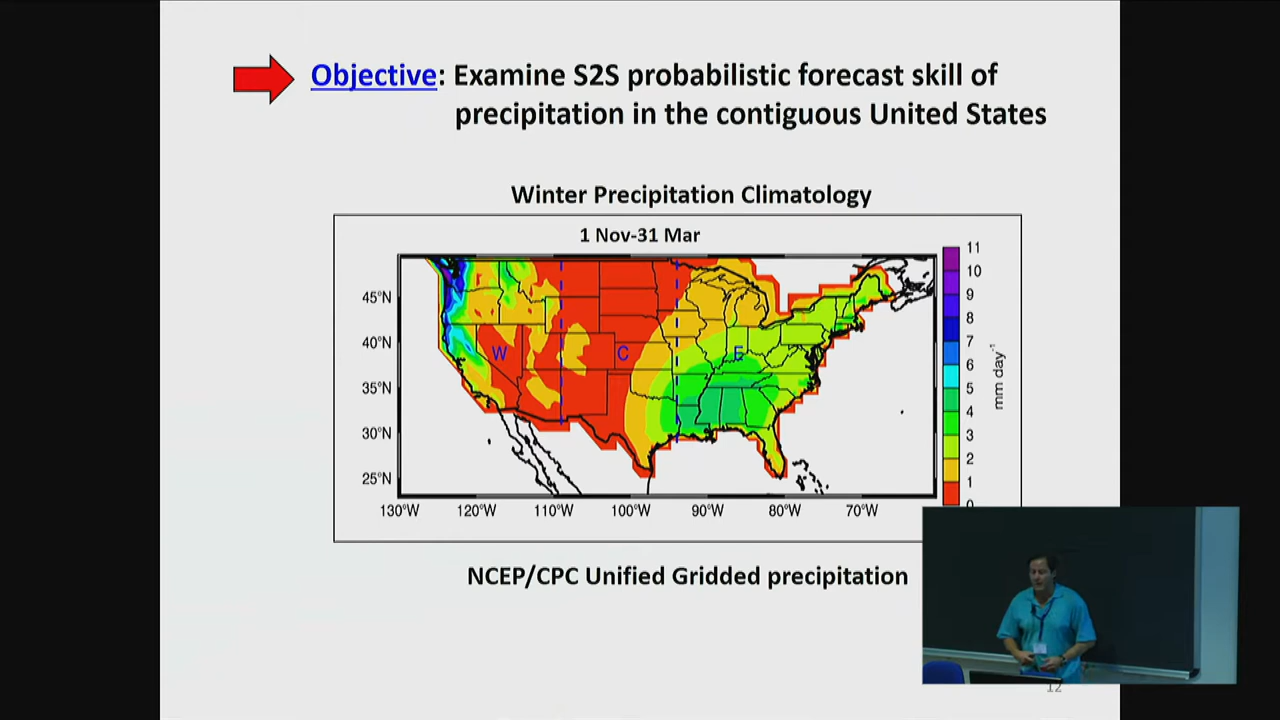 Objective: Examine S2S probabilistic forecast skill of
precipitation in the contiguous United States
Winter Precipitation Climatology
1 Nov-31 Mar
11
10
9
8
7
6
5
4
3
2
1
0
mm day⁻¹
45°N
40°N
35°N
30°N
25°N
W
C
E
130°W 120°W 110°W 100°W 90°W 80°W 70°W
NCEP/CPC Unified Gridded precipitation
12